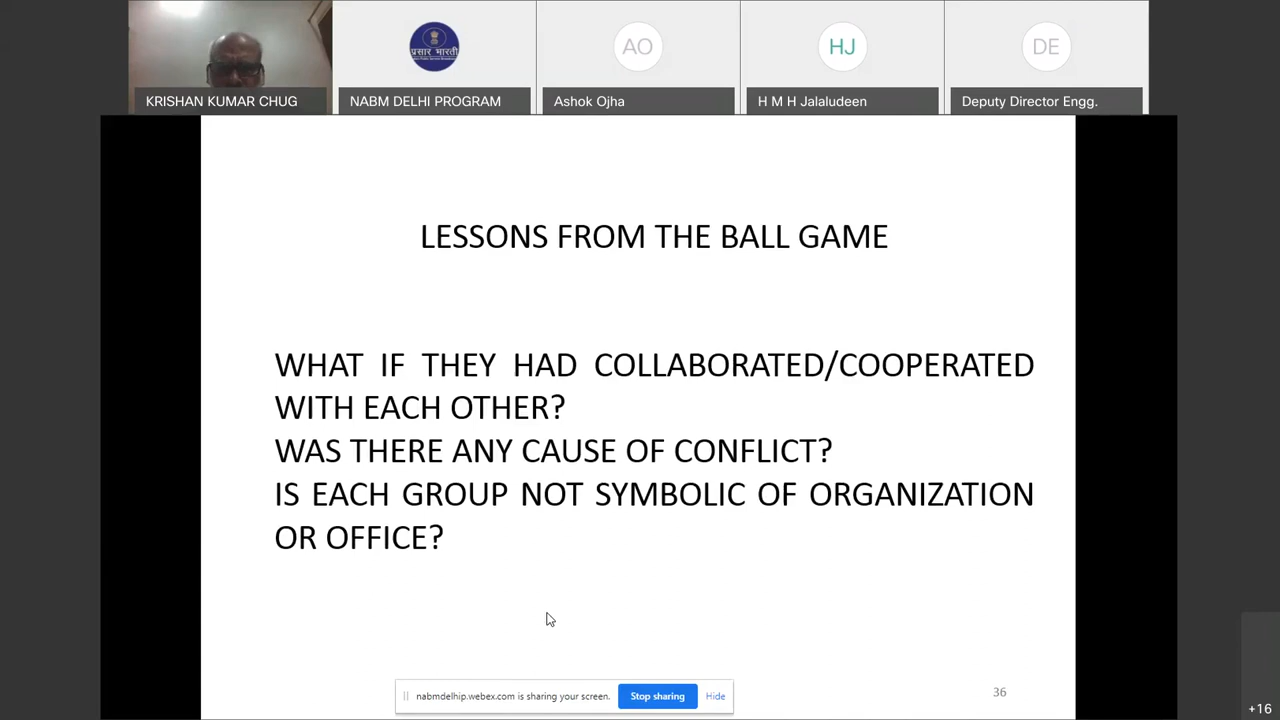 KRISHAN KUMAR CHUG
प्रसार भारती
NABM DELHI PROGRAM
AO
Ashok Ojha
HJ
H M H Jalaludeen
DE
Deputy Director Engg.
LESSONS FROM THE BALL GAME
WHAT IF THEY HAD COLLABORATED/COOPERATED
WITH EACH OTHER?
WAS THERE ANY CAUSE OF CONFLICT?
IS EACH GROUP NOT SYMBOLIC OF ORGANIZATION
OR OFFICE?
nabmdelhip.webex.com is sharing your screen.
Stop sharing
Hide
36
+16